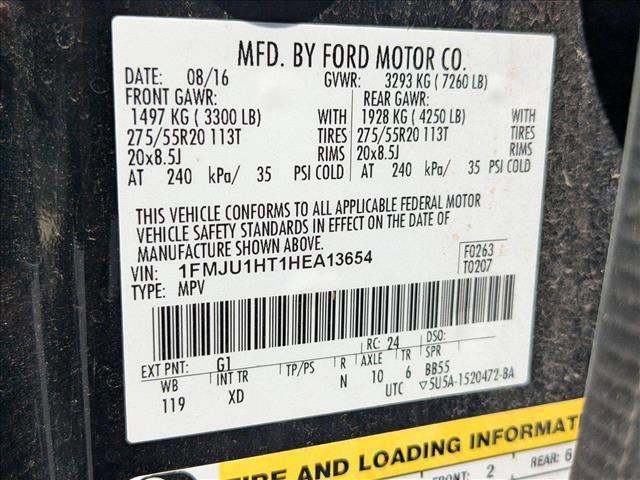 MFD. BY FORD MOTOR CO.
DATE: 08/16 GVWR: 3293 KG ( 7260 LB)
FRONT GAWR: REAR GAWR:
1497 KG ( 3300 LB) WITH 1928 KG ( 4250 LB) WITH
275/55R20 113T TIRES 275/55R20 113T TIRES
20x8.5J RIMS 20x8.5J RIMS
AT 240 kPa/ 35 PSI COLD AT 240 kPa/ 35 PSI COLD
THIS VEHICLE CONFORMS TO ALL APPLICABLE FEDERAL MOTOR
VEHICLE SAFETY STANDARDS IN EFFECT ON THE DATE OF
MANUFACTURE SHOWN ABOVE.
VIN: 1FMJU1HT1HEA13654 F0263
TYPE: MPV T0207
EXT PNT: G1 RC: 24 DSO:
WB INT TR TP/PS R AXLE TR SPR
119 XD N 10 6 BB55
UTC ▽5U5A-1520472-BA
TIRE AND LOADING INFORMAT
FRONT: 2 REAR: 6